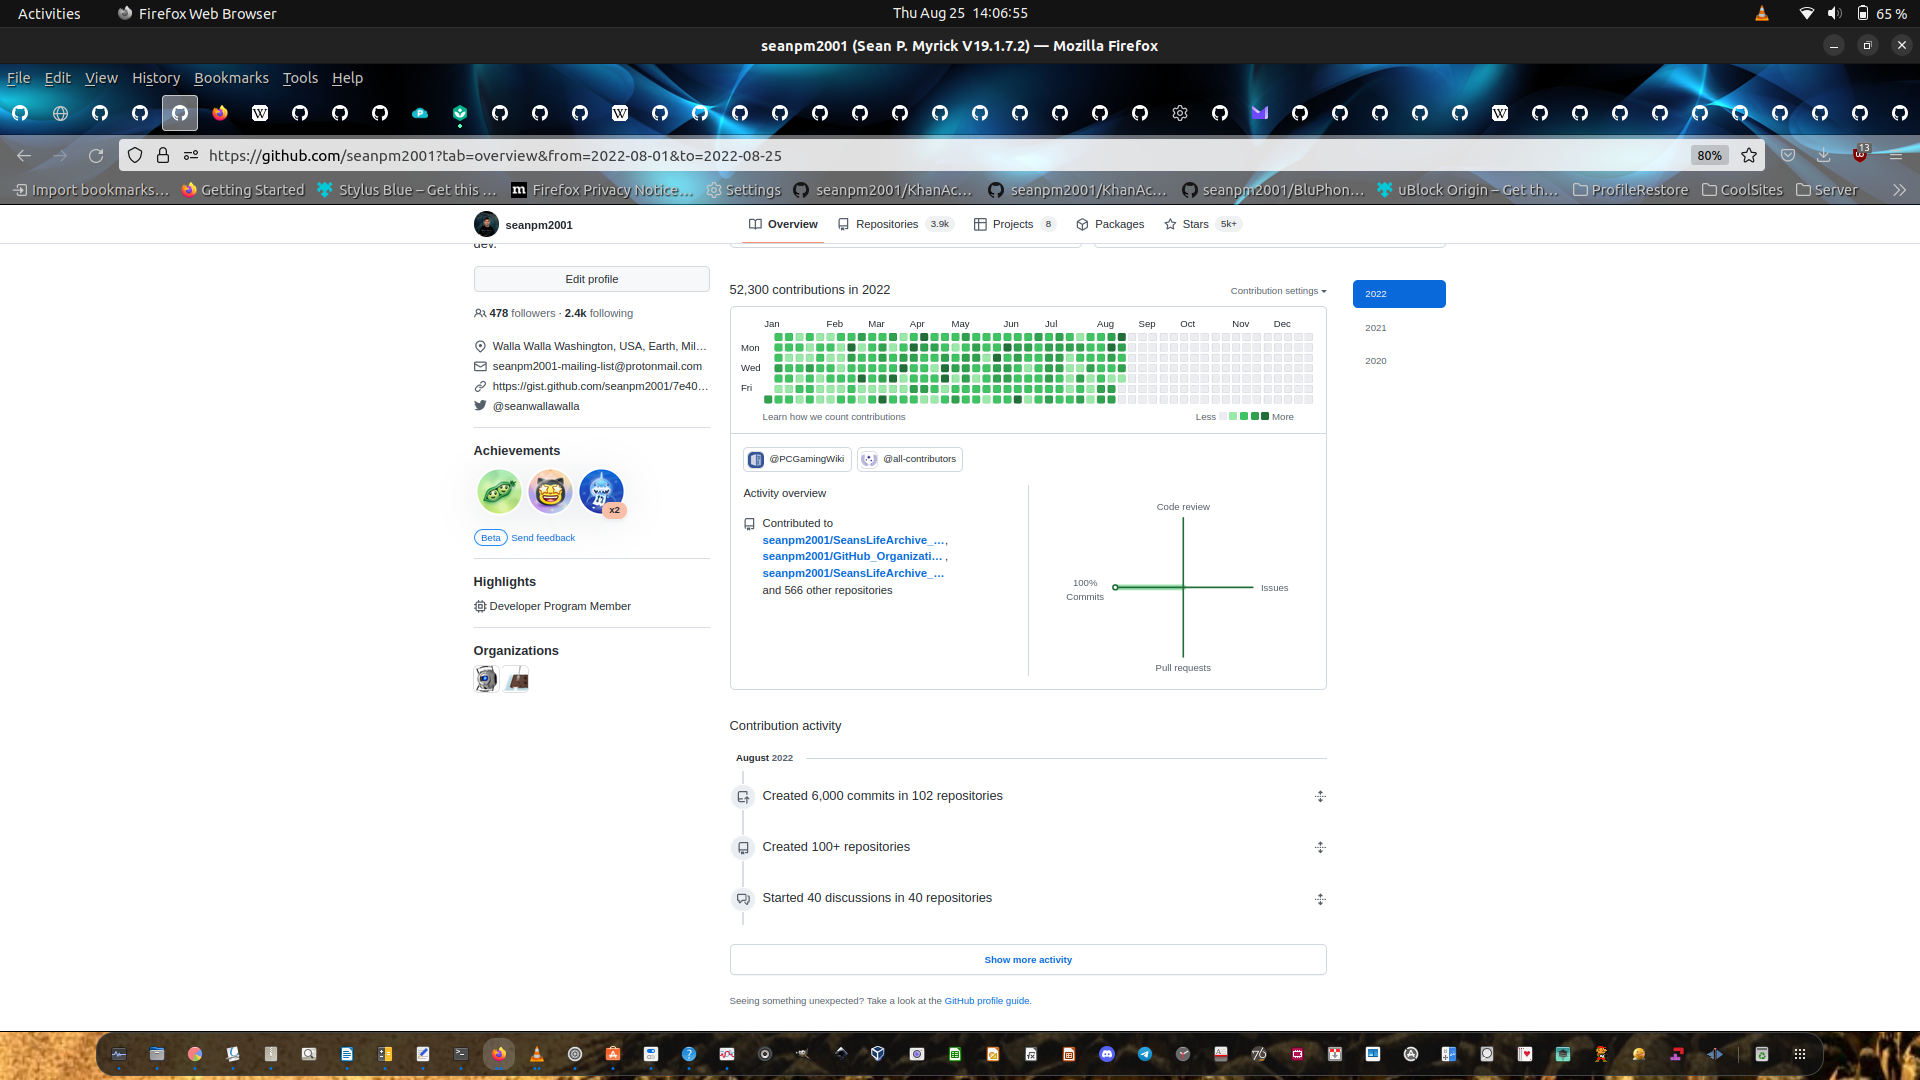 Activities
Firefox Web Browser
Thu Aug 25 14:06:55
65 %
seanpm2001 (Sean P. Myrick V19.1.7.2) — Mozilla Firefox
File Edit View History Bookmarks Tools Help
https://github.com/seanpm2001?tab=overview&from=2022-08-01&to=2022-08-25
80%
13
Import bookmarks… Getting Started Stylus Blue – Get this … Firefox Privacy Notice… Settings seanpm2001/KhanAc… seanpm2001/KhanAc… seanpm2001/BluPhon… uBlock Origin – Get th… ProfileRestore CoolSites Server
seanpm2001
Overview Repositories 3.9k Projects 8 Packages Stars 5k+
dev.
Edit profile
478 followers · 2.4k following
Walla Walla Washington, USA, Earth, Mil…
seanpm2001-mailing-list@protonmail.com
https://gist.github.com/seanpm2001/7e40…
@seanwallawalla
Achievements
x2
Beta Send feedback
Highlights
Developer Program Member
Organizations
52,300 contributions in 2022
Contribution settings
2022
2021
2020
Jan Feb Mar Apr May Jun Jul Aug Sep Oct Nov Dec
Mon
Wed
Fri
Learn how we count contributions
Less More
@PCGamingWiki @all-contributors
Activity overview
Contributed to
seanpm2001/SeansLifeArchive_…,
seanpm2001/GitHub_Organizati… ,
seanpm2001/SeansLifeArchive_…
and 566 other repositories
Code review
100%
Commits
Issues
Pull requests
Contribution activity
August 2022
Created 6,000 commits in 102 repositories
Created 100+ repositories
Started 40 discussions in 40 repositories
Show more activity
Seeing something unexpected? Take a look at the GitHub profile guide.